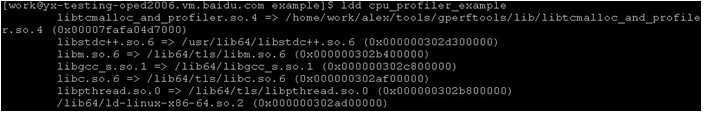 [work@yx-testing-oped2006.vm.baidu.com example]$ ldd cpu_profiler_example
libtcmalloc_and_profiler.so.4 => /home/work/alex/tools/gperftools/lib/libtcmalloc_and_profile
r.so.4 (0x00007fafa04d7000)
libstdc++.so.6 => /usr/lib64/libstdc++.so.6 (0x000000302d300000)
libm.so.6 => /lib64/tls/libm.so.6 (0x000000302b400000)
libgcc_s.so.1 => /lib64/libgcc_s.so.1 (0x000000302c800000)
libc.so.6 => /lib64/tls/libc.so.6 (0x000000302af00000)
libpthread.so.0 => /lib64/tls/libpthread.so.0 (0x000000302b800000)
/lib64/ld-linux-x86-64.so.2 (0x000000302ad00000)